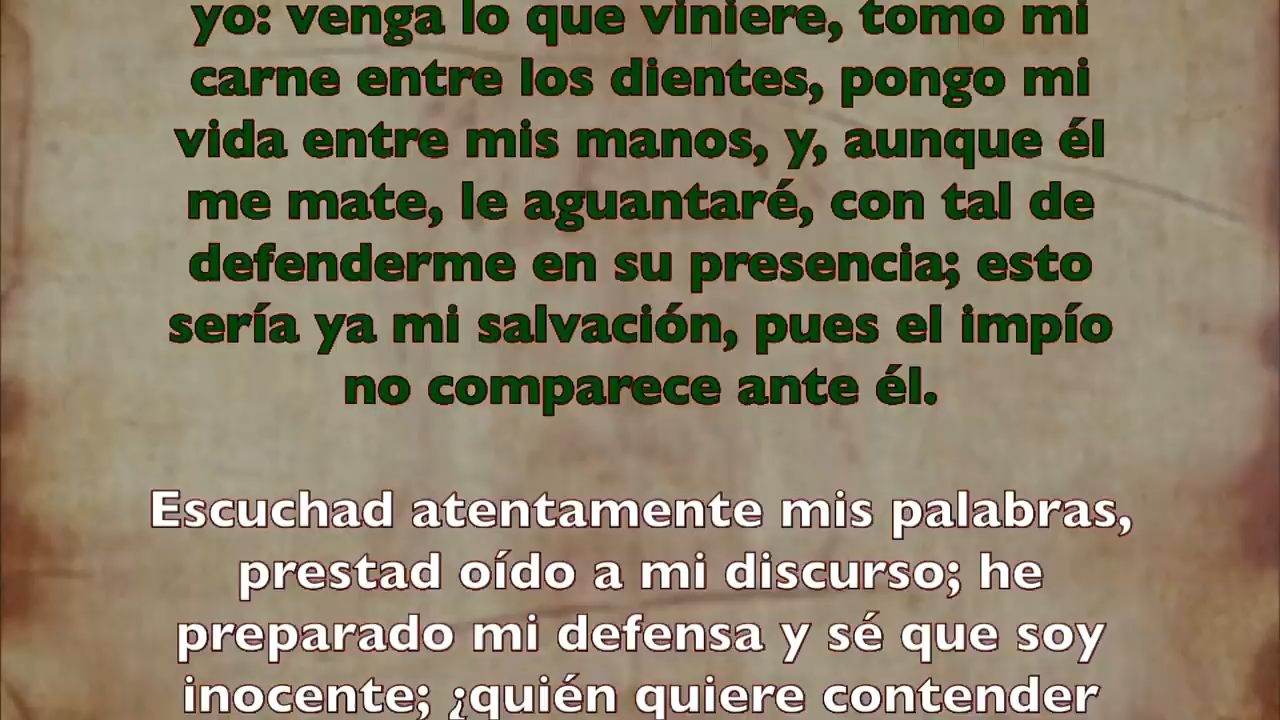 yo: venga lo que viniere, tomo mi
carne entre los dientes, pongo mi
vida entre mis manos, y, aunque él
me mate, le aguantaré, con tal de
defenderme en su presencia; esto
sería ya mi salvación, pues el impío
no comparece ante él.
Escuchad atentamente mis palabras,
prestad oído a mi discurso; he
preparado mi defensa y sé que soy
inocente; ¿quién quiere contender